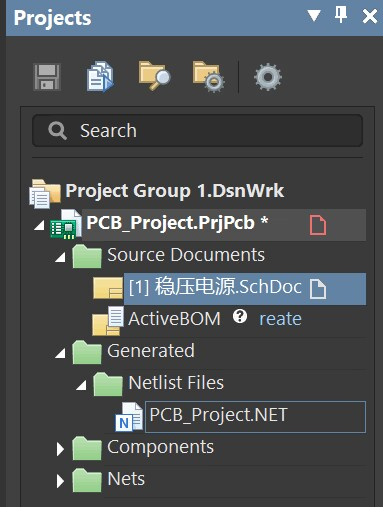 Projects
Search
Project Group 1.DsnWrk
PCB_Project.PrjPcb *
Source Documents
[1] 稳压电源.SchDoc
ActiveBOM ? reate
Generated
Netlist Files
N PCB_Project.NET
Components
Nets